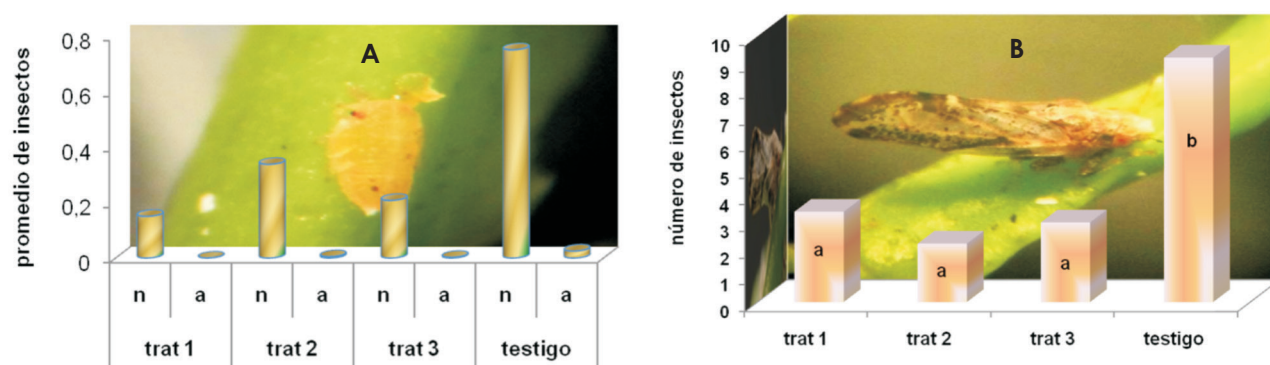 A
promedio de insectos
0.8
0.6
0.4
0.2
0
n a n a n a n a
trat 1 trat 2 trat 3 testigo
B
número de insectos
10
9
8
7
6
5
4
3
2
1
0
a a a b
trat 1 trat 2 trat 3 testigo